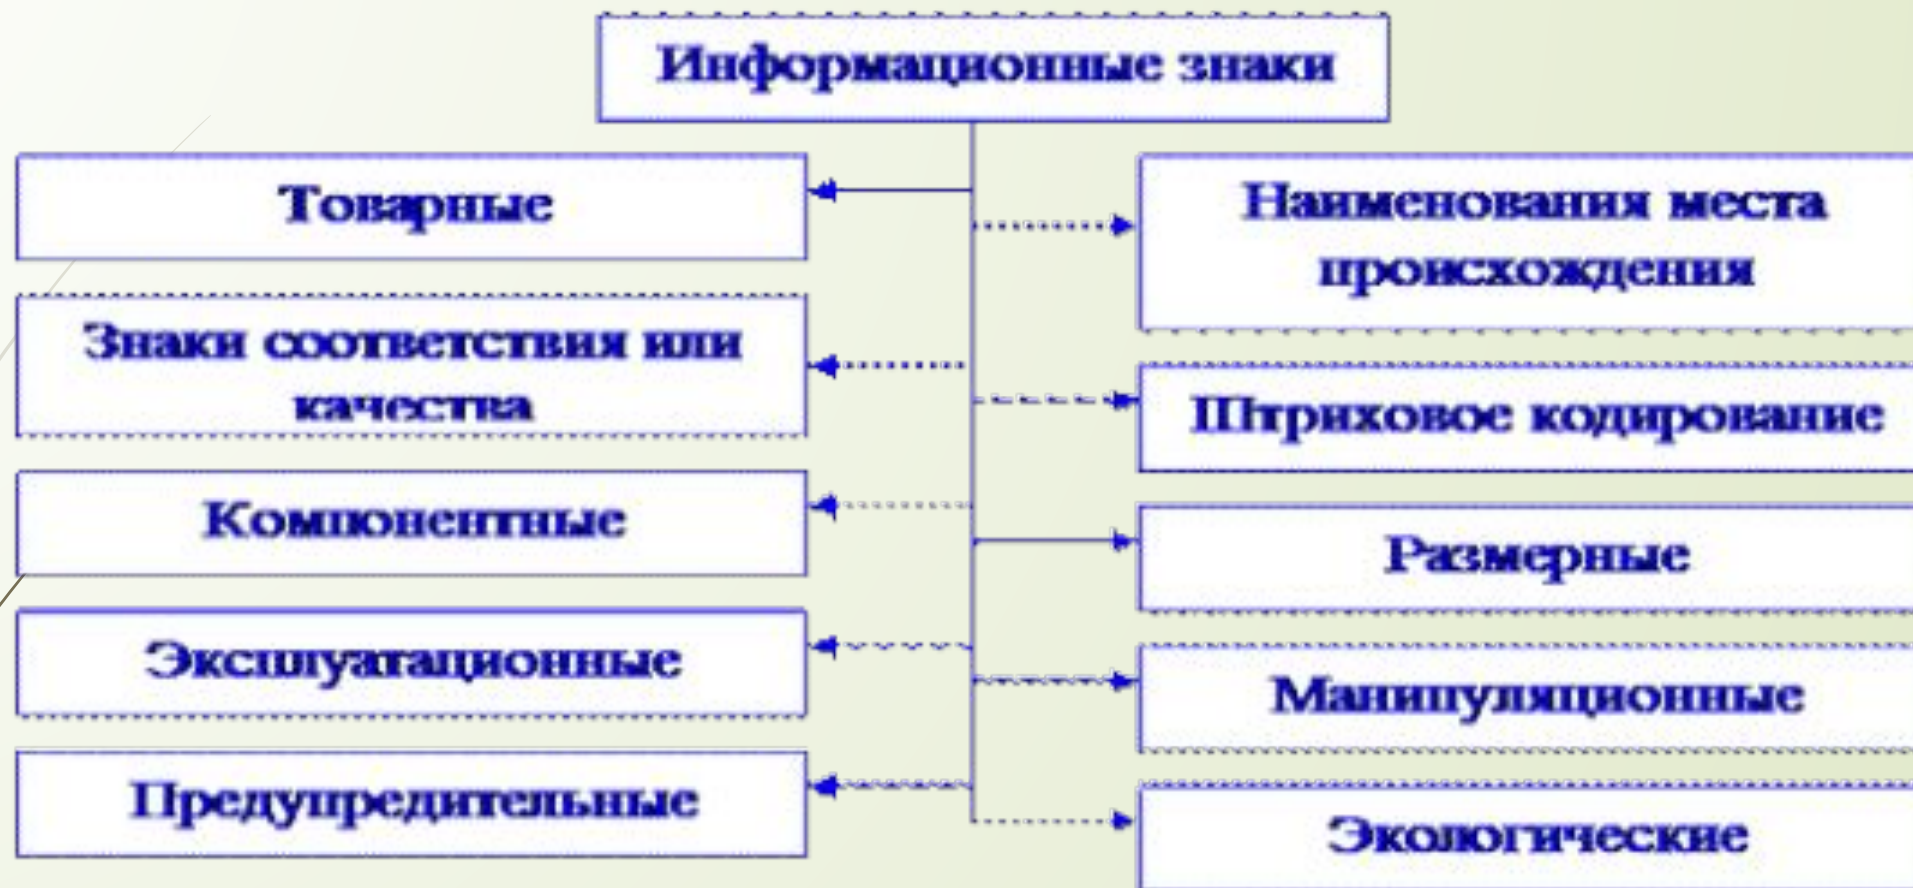 Информационные знаки
Товарные
Наименования места
происхождения
Знаки соответствия или
качества
Штриховое кодирование
Компонентные
Размерные
Эксплуатационные
Манипуляционные
Предупредительные
Экологические